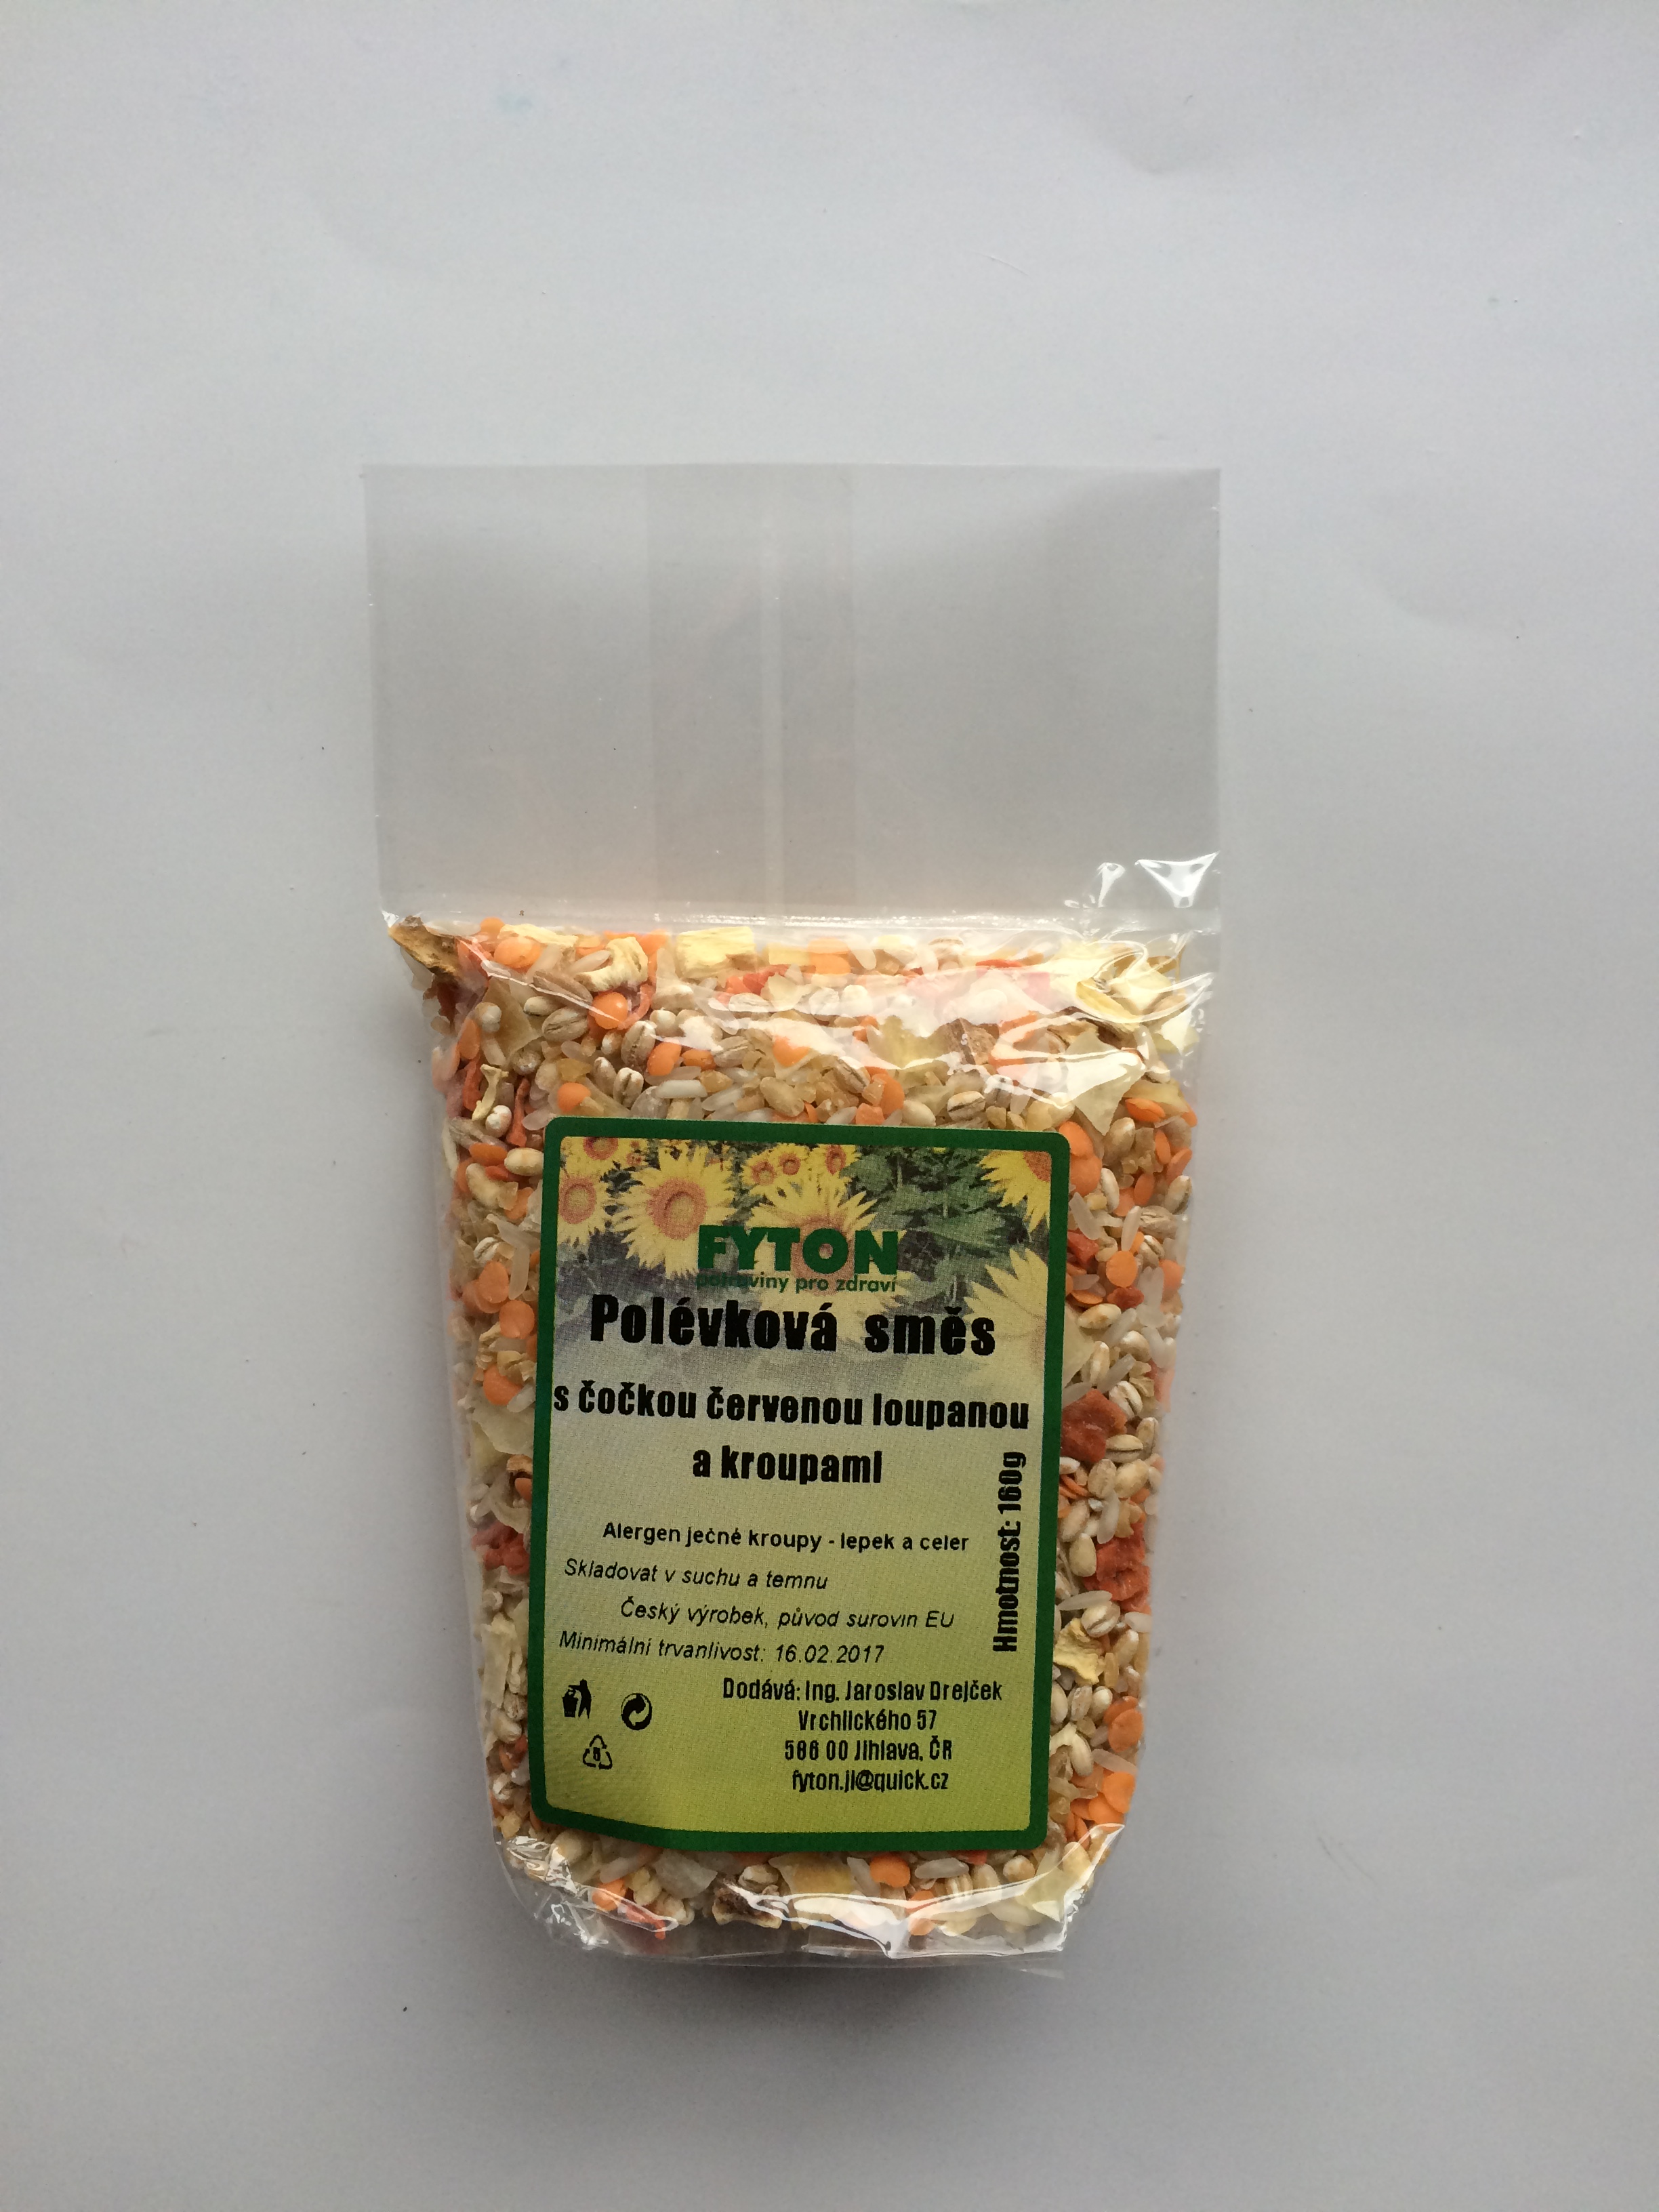 FYTON
potraviny pro zdraví
Polévková směs
s čočkou červenou loupanou
a kroupami
Hmotnost: 160g
Alergen ječné kroupy - lepek a celer
Skladovat v suchu a temnu
Český výrobek, původ surovin EU
Minimální trvanlivost: 16.02.2017
Dodává: Ing. Jaroslav Drejček
Vrchlického 57
586 00 Jihlava, ČR
fyton.ji@quick.cz